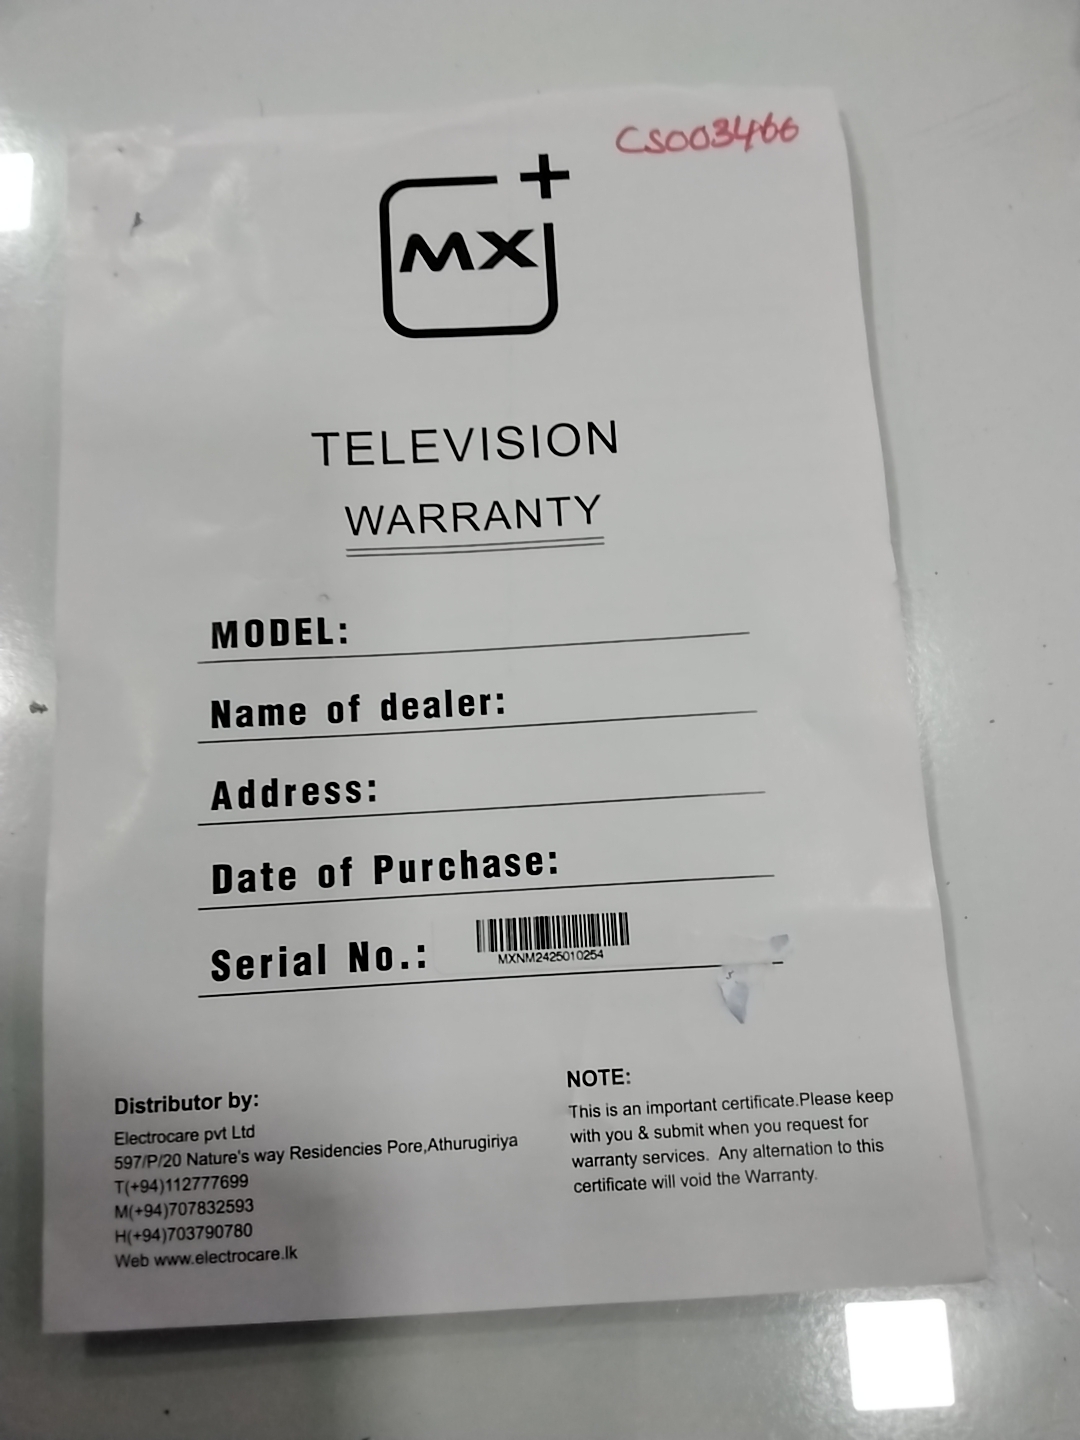 CS003466
MX+
TELEVISION
WARRANTY
MODEL:
Name of dealer:
Address:
Date of Purchase:
Serial No.:
MXNM2425010254
Distributor by:
Electrocare pvt Ltd
597/P/20 Nature's way Residencies Pore,Athurugiriya
T(+94)112777699
M(+94)707832593
H(+94)703790780
Web www.electrocare.lk
NOTE:
This is an important certificate.Please keep
with you & submit when you request for
warranty services. Any alternation to this
certificate will void the Warranty.